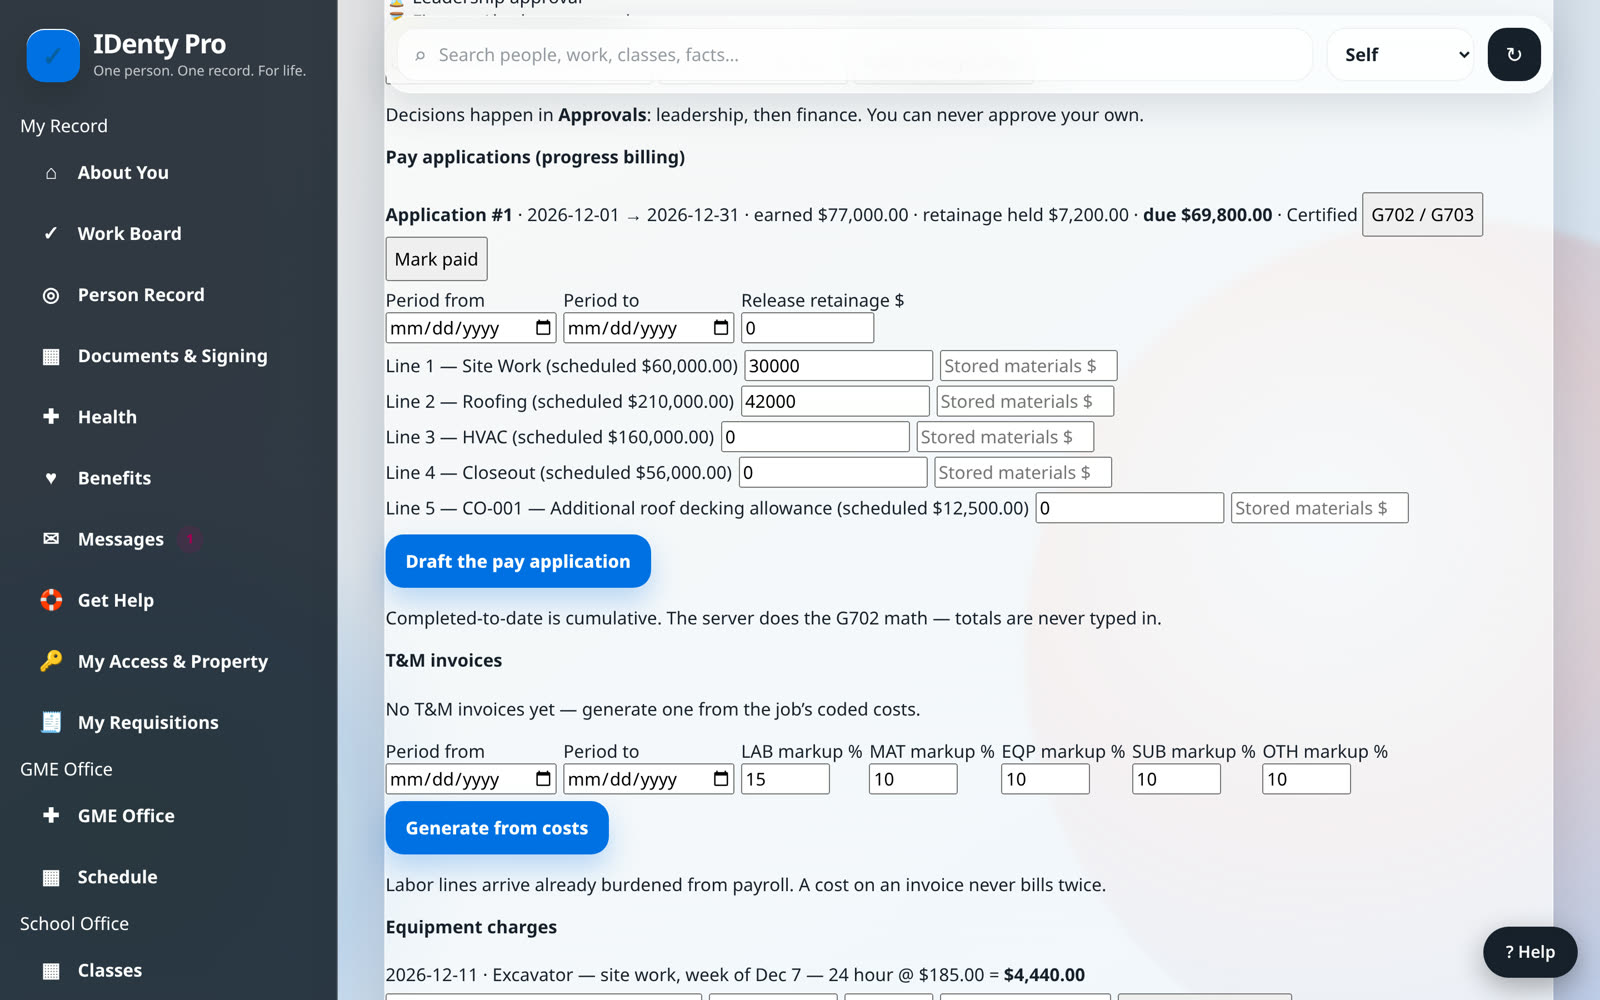 IDenty Pro
One person. One record. For life.
My Record
About You
Work Board
Person Record
Documents & Signing
Health
Benefits
Messages
Get Help
My Access & Property
My Requisitions
GME Office
GME Office
Schedule
School Office
Classes
Search people, work, classes, facts...
Self
Decisions happen in Approvals: leadership, then finance. You can never approve your own.
Pay applications (progress billing)
Application #1 · 2026-12-01 → 2026-12-31 · earned $77,000.00 · retainage held $7,200.00 · due $69,800.00 · Certified G702 / G703
Mark paid
Period from Period to Release retainage $
mm/dd/yyyy mm/dd/yyyy 0
Line 1 — Site Work (scheduled $60,000.00) 30000 Stored materials $
Line 2 — Roofing (scheduled $210,000.00) 42000 Stored materials $
Line 3 — HVAC (scheduled $160,000.00) 0 Stored materials $
Line 4 — Closeout (scheduled $56,000.00) 0 Stored materials $
Line 5 — CO-001 — Additional roof decking allowance (scheduled $12,500.00) 0 Stored materials $
Draft the pay application
Completed-to-date is cumulative. The server does the G702 math — totals are never typed in.
T&M invoices
No T&M invoices yet — generate one from the job’s coded costs.
Period from Period to LAB markup % MAT markup % EQP markup % SUB markup % OTH markup %
mm/dd/yyyy mm/dd/yyyy 15 10 10 10 10
Generate from costs
Labor lines arrive already burdened from payroll. A cost on an invoice never bills twice.
Equipment charges
2026-12-11 · Excavator — site work, week of Dec 7 — 24 hour @ $185.00 = $4,440.00
? Help